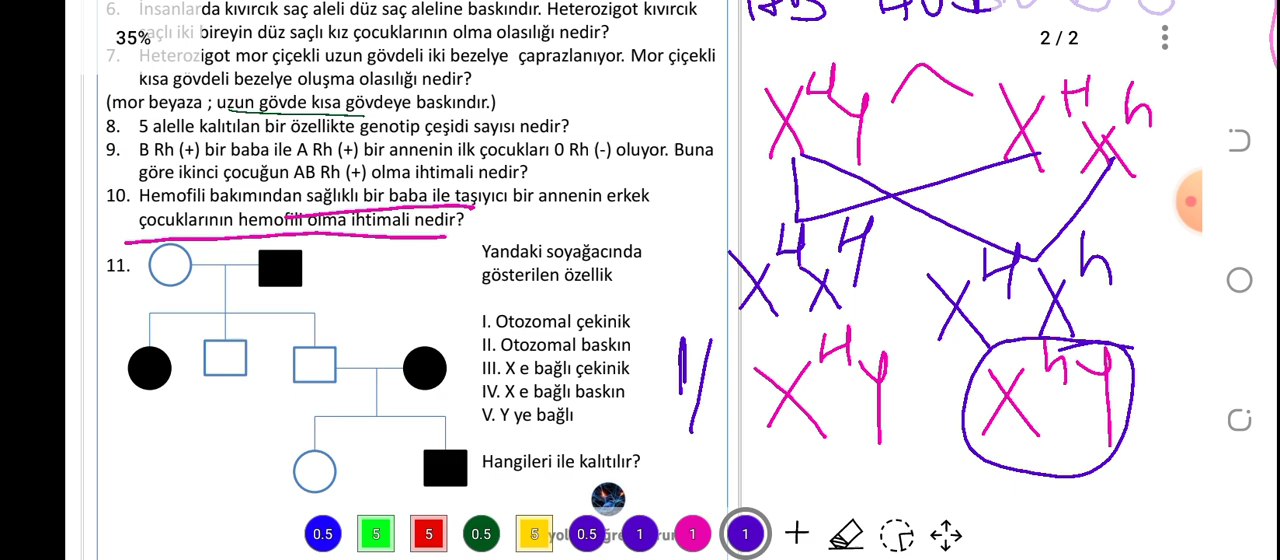 6. İnsanlarda kıvırcık saç aleli düz saç aleline baskındır. Heterozigot kıvırcık
saçlı iki bireyin düz saçlı kız çocuklarının olma olasılığı nedir?
35%
2 / 2
7. Heterozigot mor çiçekli uzun gövdeli iki bezelye çaprazlanıyor. Mor çiçekli
kısa gövdeli bezelye oluşma olasılığı nedir?
(mor beyaza ; uzun gövde kısa gövdeye baskındır.)
8. 5 alelle kalıtılan bir özellikte genotip çeşidi sayısı nedir?
9. B Rh (+) bir baba ile A Rh (+) bir annenin ilk çocukları 0 Rh (-) oluyor. Buna
göre ikinci çocuğun AB Rh (+) olma ihtimali nedir?
10. Hemofili bakımından sağlıklı bir baba ile taşıyıcı bir annenin erkek
çocuklarının hemofili olma ihtimali nedir?
11. Yandaki soyağacında
gösterilen özellik
I. Otozomal çekinik
II. Otozomal baskın
III. X e bağlı çekinik
IV. X e bağlı baskın
V. Y ye bağlı
Hangileri ile kalıtılır?
X^H Y X^H X^h
X^H X^H X^H X^h
1/ X^H Y X^h Y
0.5 5 5 0.5 5 0.5 1 1 1